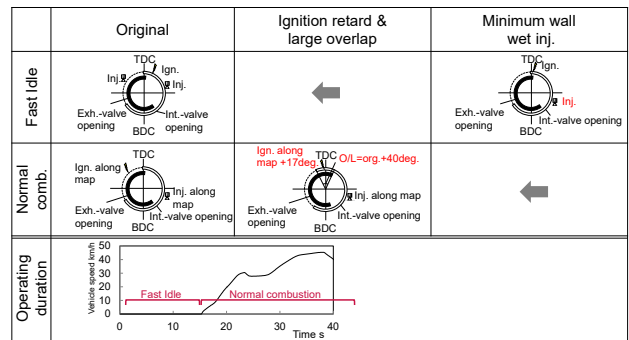 Original
Ignition retard &
large overlap
Minimum wall
wet inj.
Fast Idle
TDC
Ign.
Inj.
Inj.
Exh.-valve
opening
Int.-valve
opening
BDC
TDC
Ign.
Inj.
Exh.-valve
opening
Int.-valve opening
BDC
Normal
comb.
Ign. along
map
TDC
Inj. along
map
Exh.-valve
opening
Int.-valve opening
BDC
Ign. along
map +17deg.
TDC
O/L=org.+40deg.
Inj. along map
Exh.-valve
opening
Int.-valve opening
BDC
Operating
duration
Vehicle speed km/h
50
40
30
20
10
0
Fast Idle
Normal combustion
0 10 20 30 40
Time s